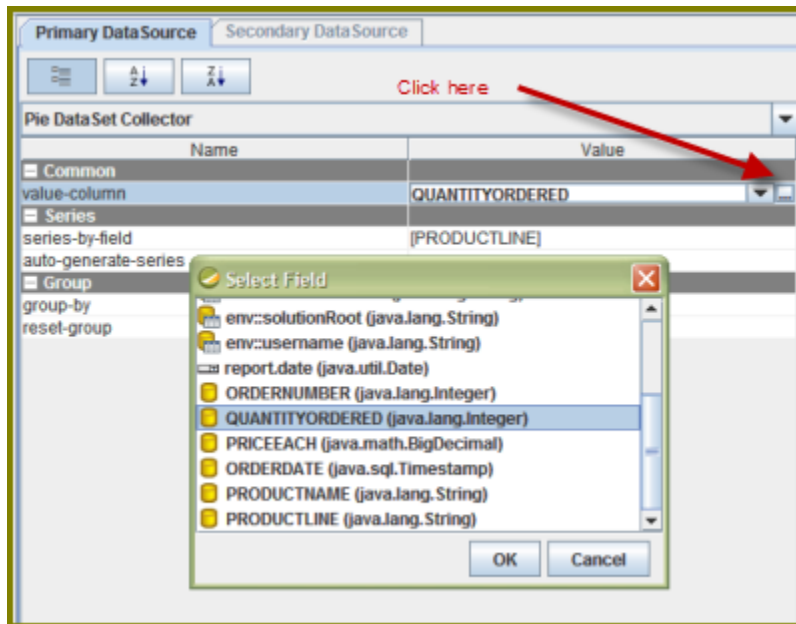 Primary DataSource
Secondary DataSource
A
Z
Z
A
Click here
Pie DataSet Collector
Name
Value
Common
value-column
QUANTITYORDERED
...
Series
series-by-field
[PRODUCTLINE]
auto-generate-series
Group
group-by
reset-group
Select Field
env::solutionRoot (java.lang.String)
env::username (java.lang.String)
report.date (java.util.Date)
ORDERNUMBER (java.lang.Integer)
QUANTITYORDERED (java.lang.Integer)
PRICEEACH (java.math.BigDecimal)
ORDERDATE (java.sql.Timestamp)
PRODUCTNAME (java.lang.String)
PRODUCTLINE (java.lang.String)
OK
Cancel